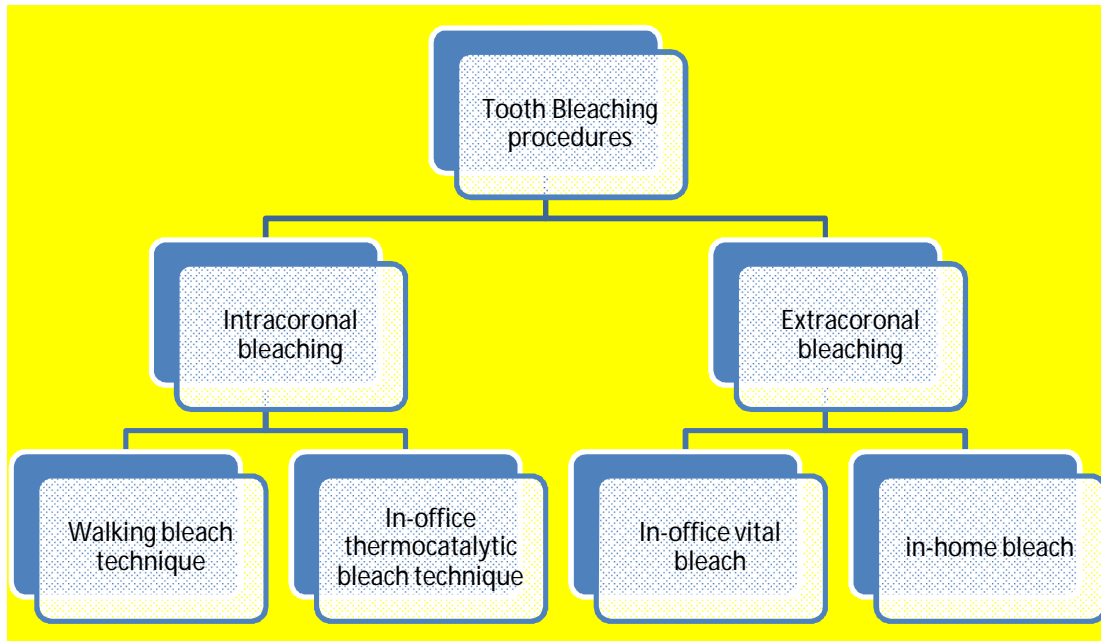 Tooth Bleaching
procedures
Intracoronal
bleaching
Extracoronal
bleaching
Walking bleach
technique
In-office
thermocatalytic
bleach technique
In-office vital
bleach
in-home bleach